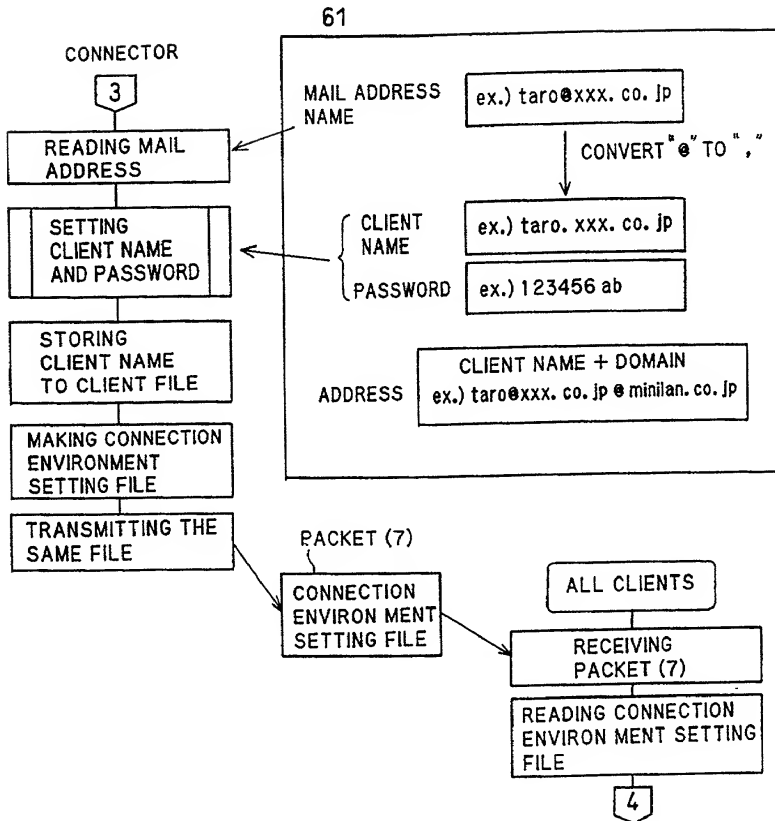 61
CONNECTOR
3
READING MAIL
ADDRESS
SETTING
CLIENT NAME
AND PASSWORD
STORING
CLIENT NAME
TO CLIENT FILE
MAKING CONNECTION
ENVIRONMENT
SETTING FILE
TRANSMITTING THE
SAME FILE
MAIL ADDRESS
NAME
ex.) taro@xxx. co. jp
CONVERT "@" TO ","
CLIENT
NAME
ex.) taro. xxx. co. jp
PASSWORD
ex.) 123456 ab
ADDRESS
CLIENT NAME + DOMAIN
ex.) taro@xxx. co. jp @ minilan. co. jp
PACKET (7)
CONNECTION
ENVIRON MENT
SETTING FILE
ALL CLIENTS
RECEIVING
PACKET (7)
READING CONNECTION
ENVIRON MENT SETTING
FILE
4